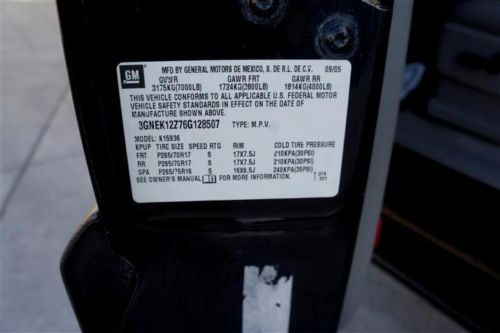 GM
MFD BY GENERAL MOTORS DE MEXICO, S. DE R.L. DE C.V. 09/05
GVWR GAWR FRT GAWR RR
3175KG(7000LB) 1724KG(3800LB) 1814KG(4000LB)
THIS VEHICLE CONFORMS TO ALL APPLICABLE U.S. FEDERAL MOTOR
VEHICLE SAFETY STANDARDS IN EFFECT ON THE DATE OF
MANUFACTURE SHOWN ABOVE.
3GNEK12Z76G128507 TYPE: M.P.V.
MODEL: K15936
KPUP TIRE SIZE SPEED RTG RIM COLD TIRE PRESSURE
FRT P265/70R17 S 17X7.5J 210KPA(30PSI)
RR P265/70R17 S 17X7.5J 210KPA(30PSI)
SPA P265/75R16 S 16X6.5J 240KPA(35PSI)
SEE OWNER'S MANUAL FOR MORE INFORMATION.